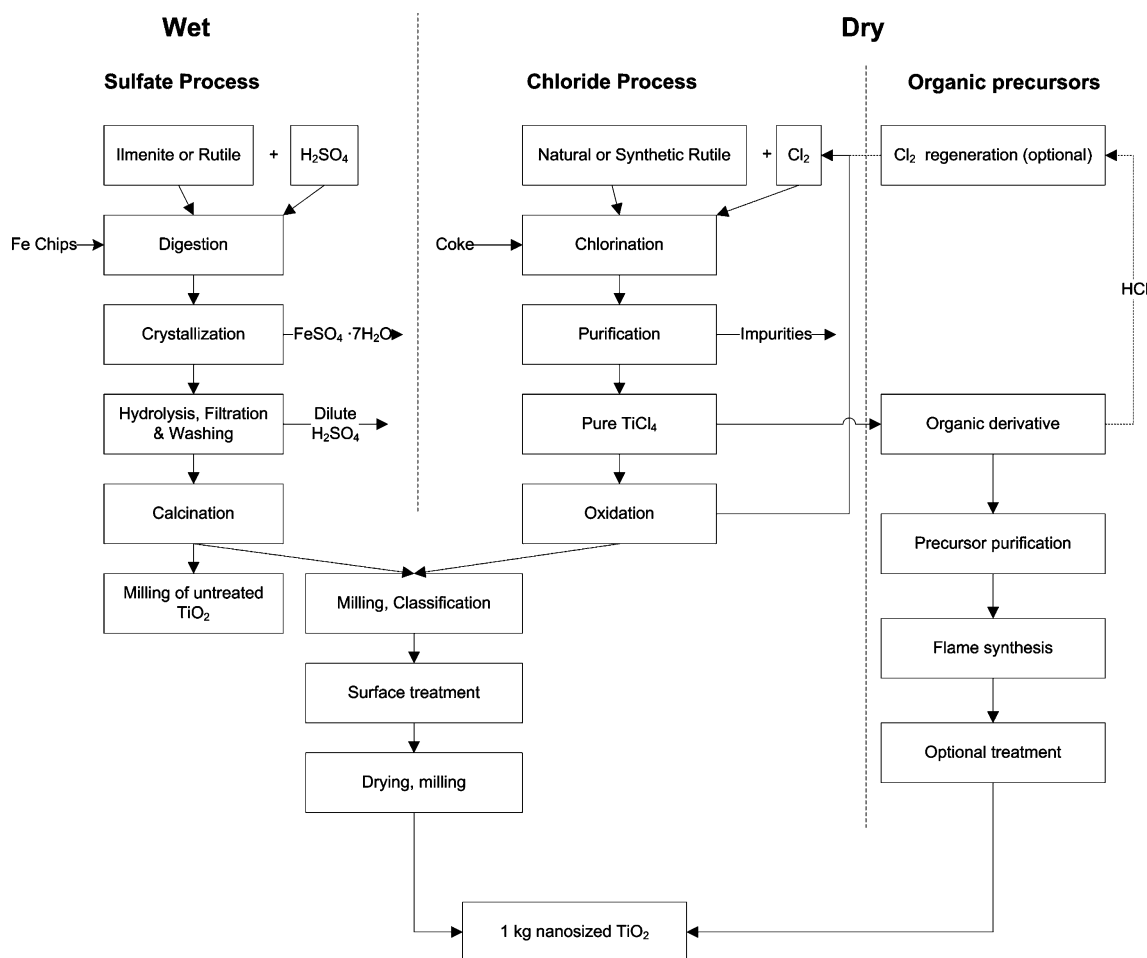 Wet
Dry
Sulfate Process
Chloride Process
Organic precursors
Ilmenite or Rutile
+
H₂SO₄
Natural or Synthetic Rutile
+
Cl₂
Cl₂ regeneration (optional)
Fe Chips
Digestion
Coke
Chlorination
HCl
Crystallization
FeSO₄ ·7H₂O
Purification
Impurities
Hydrolysis, Filtration
& Washing
Dilute
H₂SO₄
Pure TiCl₄
Organic derivative
Calcination
Oxidation
Precursor purification
Milling of untreated
TiO₂
Milling, Classification
Flame synthesis
Surface treatment
Optional treatment
Drying, milling
1 kg nanosized TiO₂